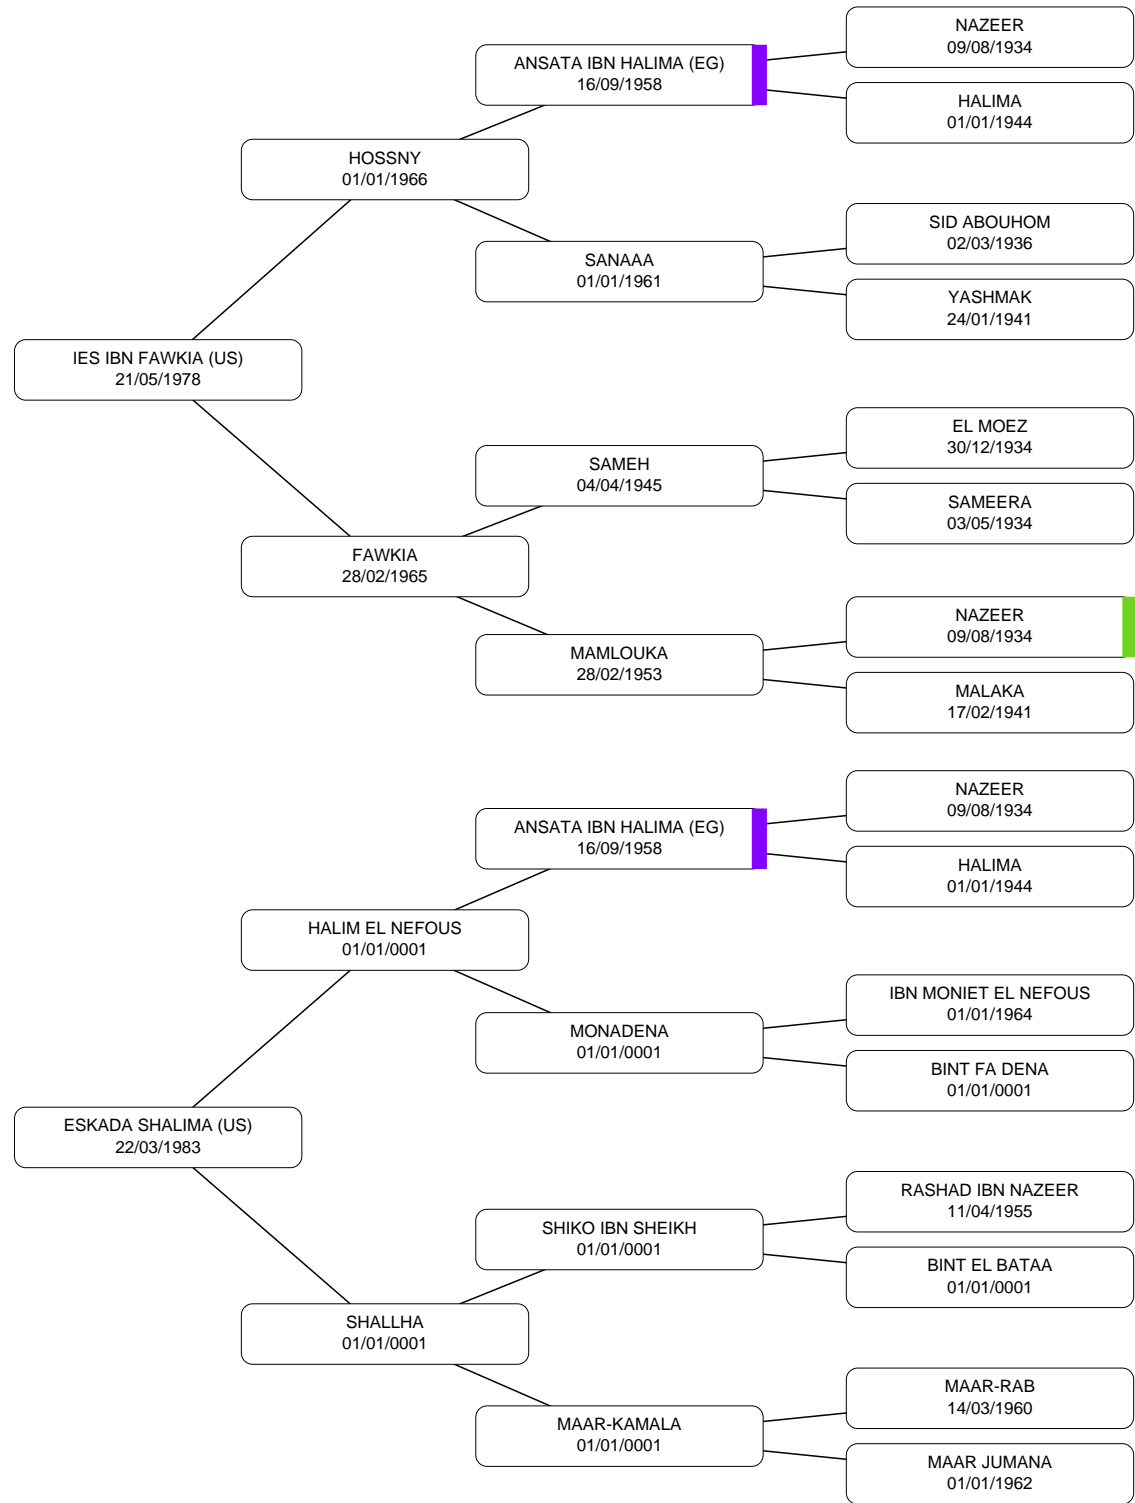 NAZEER
09/08/1934
ANSATA IBN HALIMA (EG)
16/09/1958
HALIMA
01/01/1944
HOSSNY
01/01/1966
SID ABOUHOM
02/03/1936
SANAAA
01/01/1961
YASHMAK
24/01/1941
IES IBN FAWKIA (US)
21/05/1978
EL MOEZ
30/12/1934
SAMEH
04/04/1945
SAMEERA
03/05/1934
FAWKIA
28/02/1965
NAZEER
09/08/1934
MAMLOUKA
28/02/1953
MALAKA
17/02/1941
NAZEER
09/08/1934
ANSATA IBN HALIMA (EG)
16/09/1958
HALIMA
01/01/1944
HALIM EL NEFOUS
01/01/0001
IBN MONIET EL NEFOUS
01/01/1964
MONADENA
01/01/0001
BINT FA DENA
01/01/0001
ESKADA SHALIMA (US)
22/03/1983
RASHAD IBN NAZEER
11/04/1955
SHIKO IBN SHEIKH
01/01/0001
BINT EL BATAA
01/01/0001
SHALLHA
01/01/0001
MAAR-RAB
14/03/1960
MAAR-KAMALA
01/01/0001
MAAR JUMANA
01/01/1962